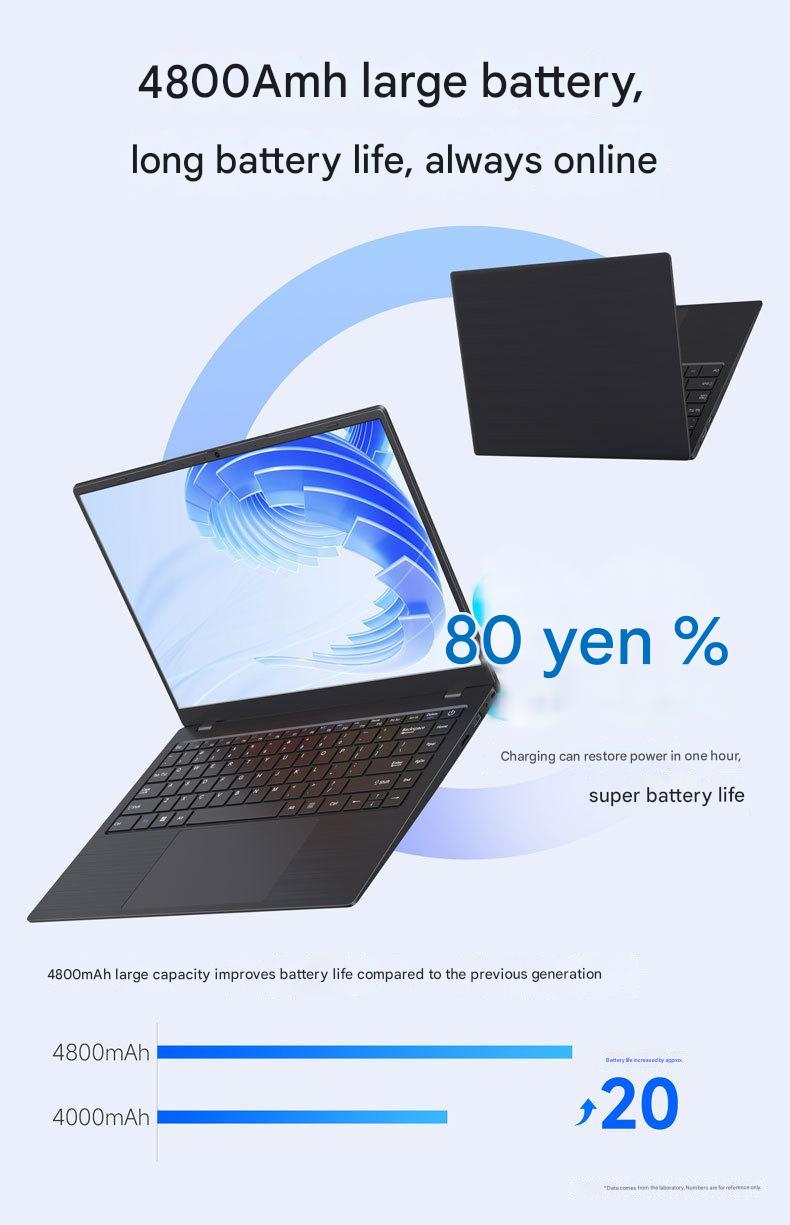 4800Amh large battery,
long battery life, always online
80 yen %
Charging can restore power in one hour,
super battery life
4800mAh large capacity improves battery life compared to the previous generation
4800mAh
Battery life increased by approx.
20
4000mAh
*Data comes from the laboratory. Numbers are for reference only.